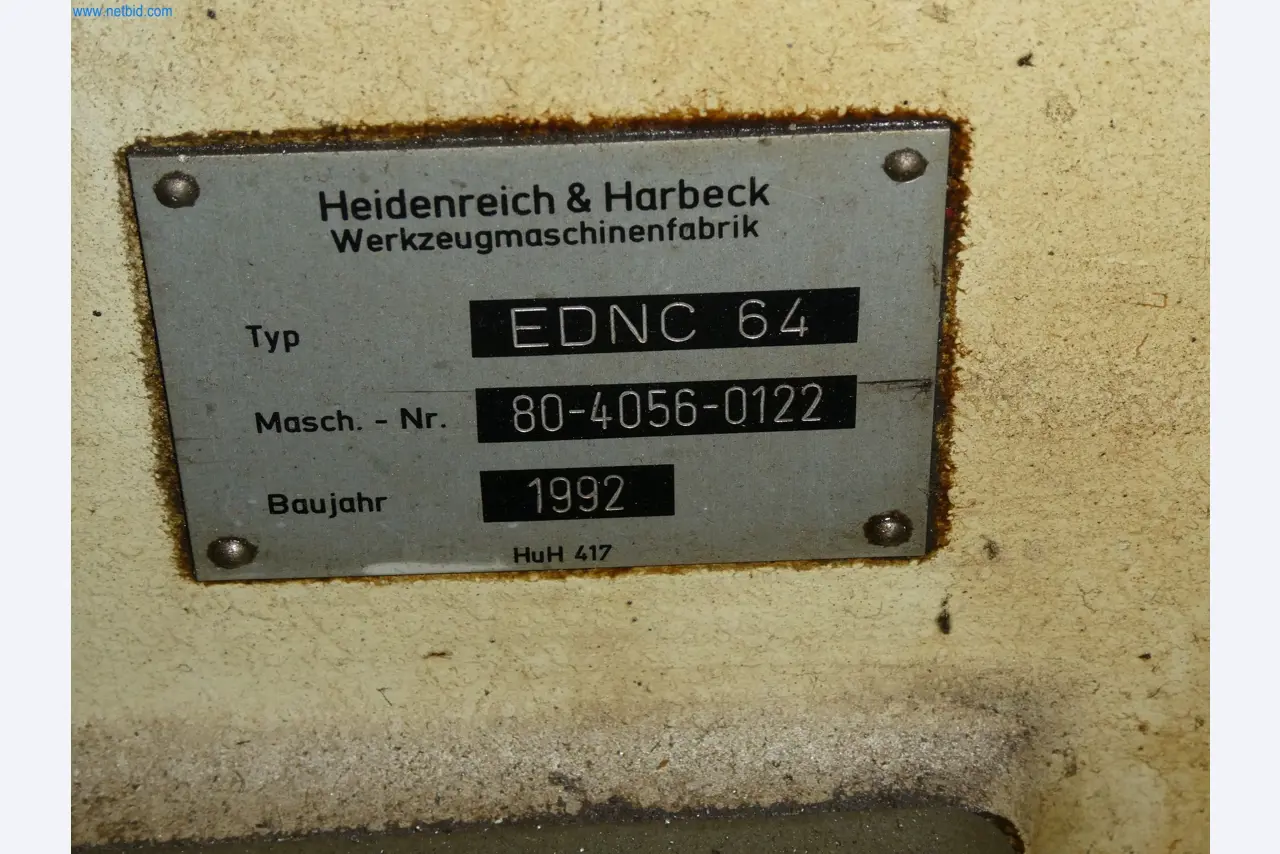 www.netbid.com
Heidenreich & Harbeck
Werkzeugmaschinenfabrik
Typ EDNC 64
Masch. - Nr. 80-4056-0122
Baujahr 1992
HuH 417